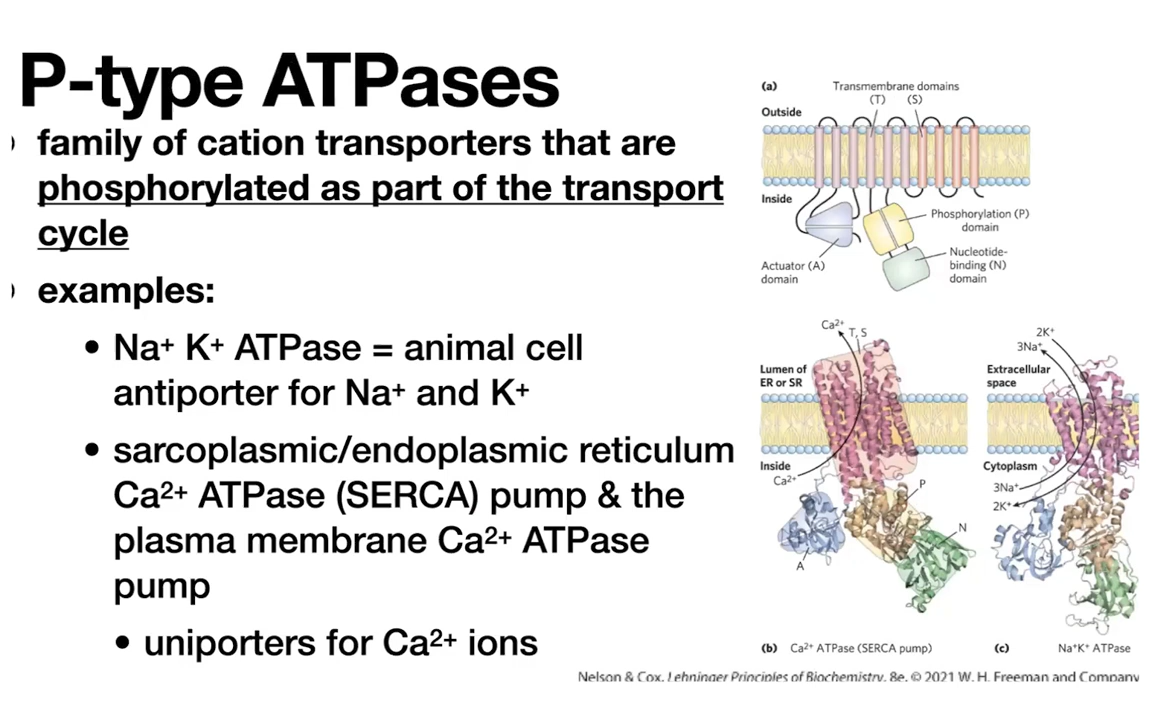 P-type ATPases
family of cation transporters that are
phosphorylated as part of the transport
cycle
examples:
• Na⁺ K⁺ ATPase = animal cell
antiporter for Na⁺ and K⁺
• sarcoplasmic/endoplasmic reticulum
Ca²⁺ ATPase (SERCA) pump & the
plasma membrane Ca²⁺ ATPase
pump
• uniporters for Ca²⁺ ions
(a)
Transmembrane domains
(T) (S)
Outside
Inside
Phosphorylation (P)
domain
Actuator (A)
domain
Nucleotide-
binding (N)
domain
Ca²⁺
T, S
Lumen of
ER or SR
Inside
Ca²⁺
P
N
A
(b) Ca²⁺ ATPase (SERCA pump)
2K⁺
3Na⁺
Extracellular
space
Cytoplasm
3Na⁺
2K⁺
(c) Na⁺K⁺ ATPase
Nelson & Cox, Lehninger Principles of Biochemistry, 8e, © 2021 W. H. Freeman and Company